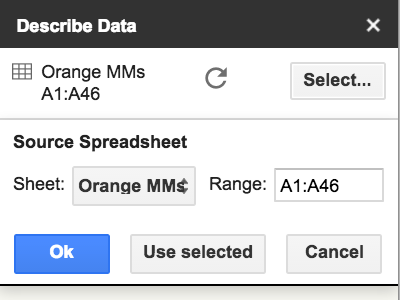 Describe Data ×
Orange MMs
A1:A46
Select...
Source Spreadsheet
Sheet: Orange MMs Range: A1:A46
Ok Use selected Cancel